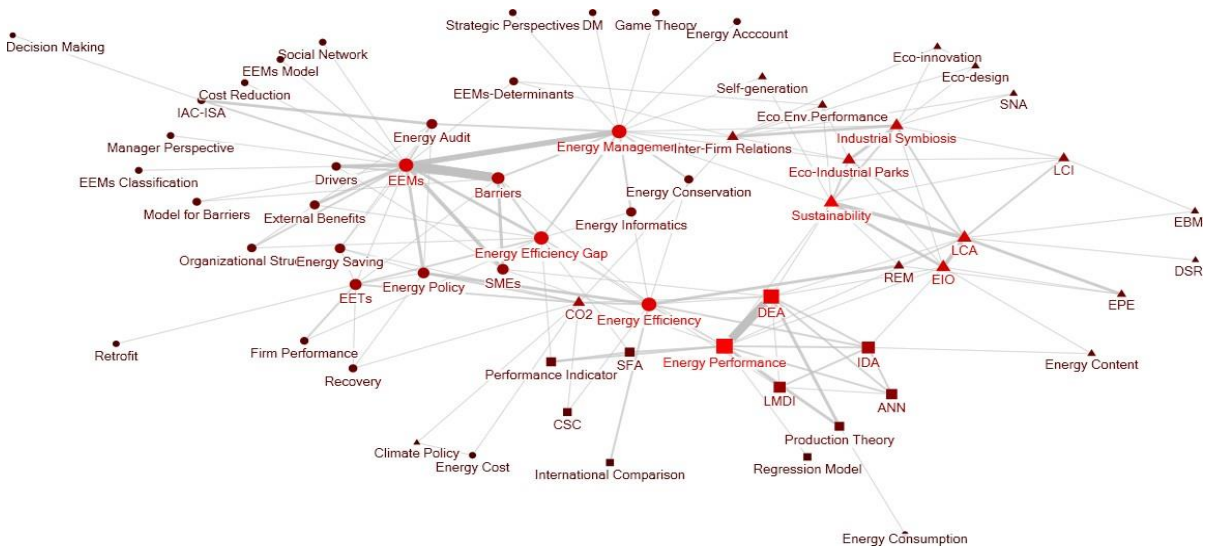 Strategic Perspectives
DM
Game Theory
Energy Acccount
Decision Making
Social Network
EEMs Model
Cost Reduction
IAC-ISA
EEMs-Determinants
Self-generation
Eco-innovation
Eco-design
SNA
Eco.Env.Performance
Energy Audit
Manager Perspective
Energy Managemen
Inter-Firm Relations
Industrial Symbiosis
EEMs Classification
Drivers
EEMs
Barriers
Energy Conservation
Eco-Industrial Parks
LCI
Model for Barriers
External Benefits
Energy Informatics
Sustainability
EBM
Organizational Struc
Energy Saving
Energy Efficiency Gap
LCA
DSR
EETs
Energy Policy
SMEs
REM
EIO
EPE
CO2
Energy Efficiency
DEA
Retrofit
Firm Performance
Recovery
Performance Indicator
SFA
Energy Performance
IDA
Energy Content
LMDI
ANN
CSC
Production Theory
Climate Policy
Energy Cost
International Comparison
Regression Model
Energy Consumption